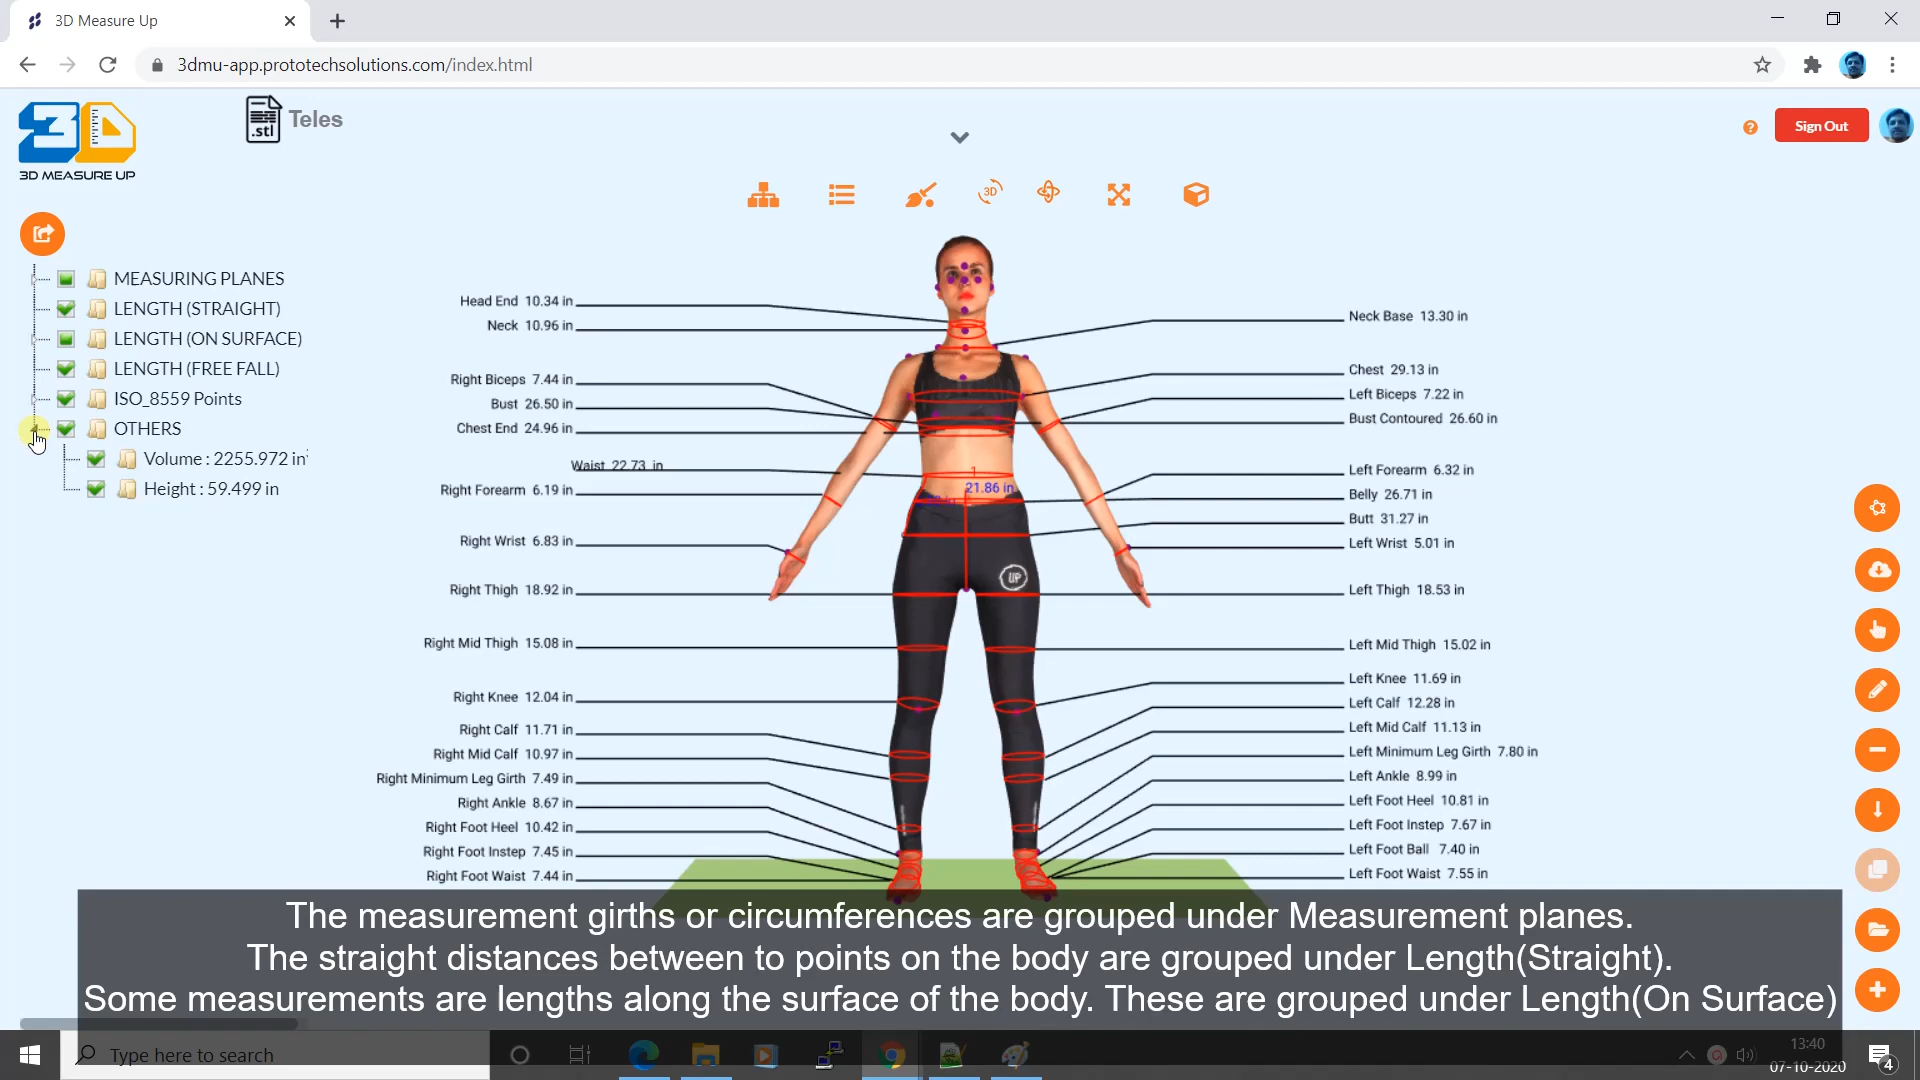 3D Measure Up
3dmu-app.prototechsolutions.com/index.html
3D MEASURE UP
.stl
Teles
?
Sign Out
3D
MEASURING PLANES
LENGTH (STRAIGHT)
LENGTH (ON SURFACE)
LENGTH (FREE FALL)
ISO_8559 Points
OTHERS
Volume : 2255.972 in
Height : 59.499 in
Head End 10.34 in
Neck 10.96 in
Right Biceps 7.44 in
Bust 26.50 in
Chest End 24.96 in
Waist 22.73 in
Right Forearm 6.19 in
Right Wrist 6.83 in
Right Thigh 18.92 in
Right Mid Thigh 15.08 in
Right Knee 12.04 in
Right Calf 11.71 in
Right Mid Calf 10.97 in
Right Minimum Leg Girth 7.49 in
Right Ankle 8.67 in
Right Foot Heel 10.42 in
Right Foot Instep 7.45 in
Right Foot Waist 7.44 in
1
21.86 in
UP
Neck Base 13.30 in
Chest 29.13 in
Left Biceps 7.22 in
Bust Contoured 26.60 in
Left Forearm 6.32 in
Belly 26.71 in
Butt 31.27 in
Left Wrist 5.01 in
Left Thigh 18.53 in
Left Mid Thigh 15.02 in
Left Knee 11.69 in
Left Calf 12.28 in
Left Mid Calf 11.13 in
Left Minimum Leg Girth 7.80 in
Left Ankle 8.99 in
Left Foot Heel 10.81 in
Left Foot Instep 7.67 in
Left Foot Ball 7.40 in
Left Foot Waist 7.55 in
The measurement girths or circumferences are grouped under Measurement planes.
The straight distances between to points on the body are grouped under Length(Straight).
Some measurements are lengths along the surface of the body. These are grouped under Length(On Surface)
Type here to search
13:40
07-10-2020
4